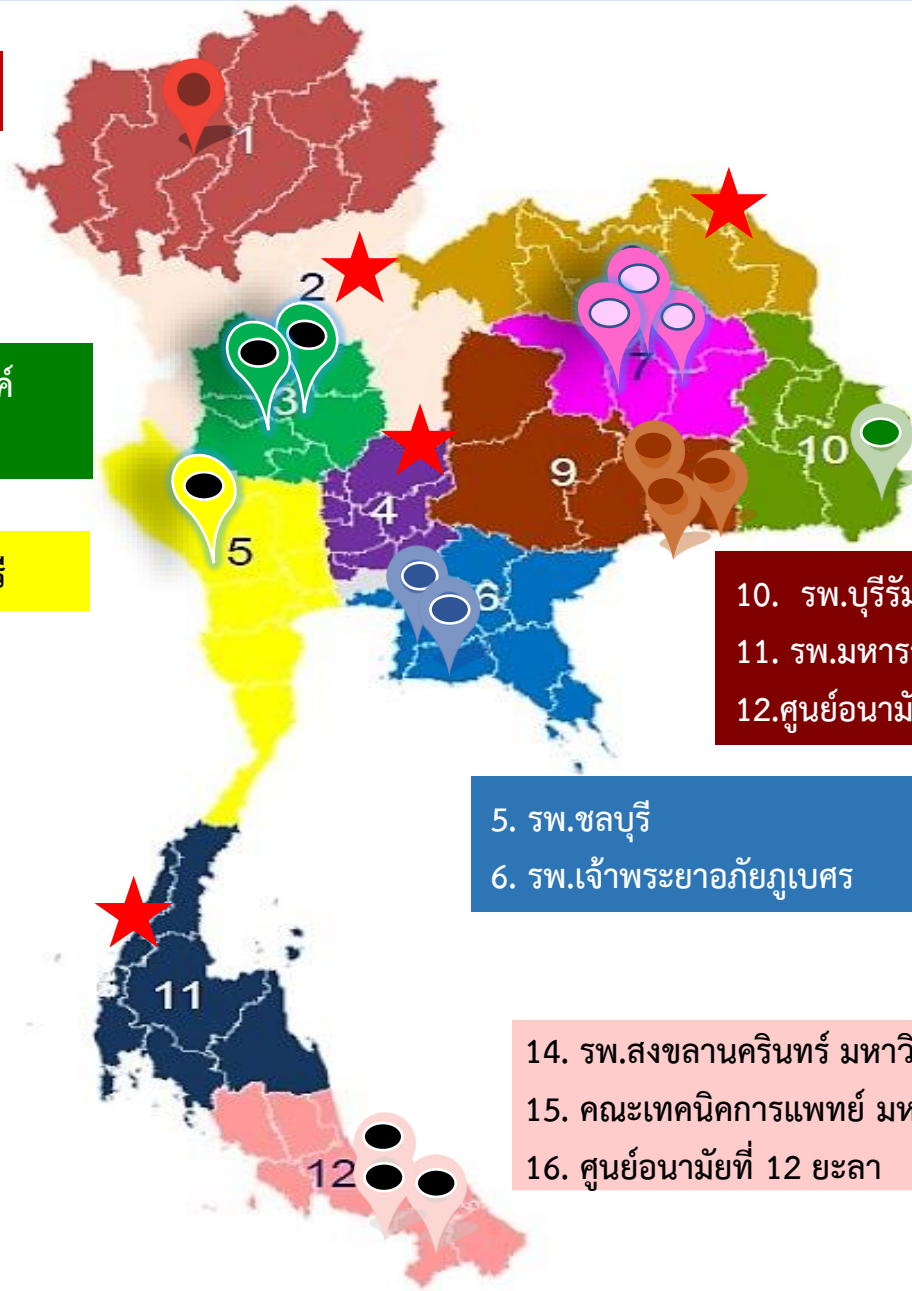 1
2
3
4
5
6
7
9
10
11
12
10. รพ.บุรีรัม
11. รพ.มหาร
12.ศูนย์อนามั
5. รพ.ชลบุรี
6. รพ.เจ้าพระยาอภัยภูเบศร
14. รพ.สงขลานครินทร์ มหาวิ
15. คณะเทคนิคการแพทย์ มห
16. ศูนย์อนามัยที่ 12 ยะลา